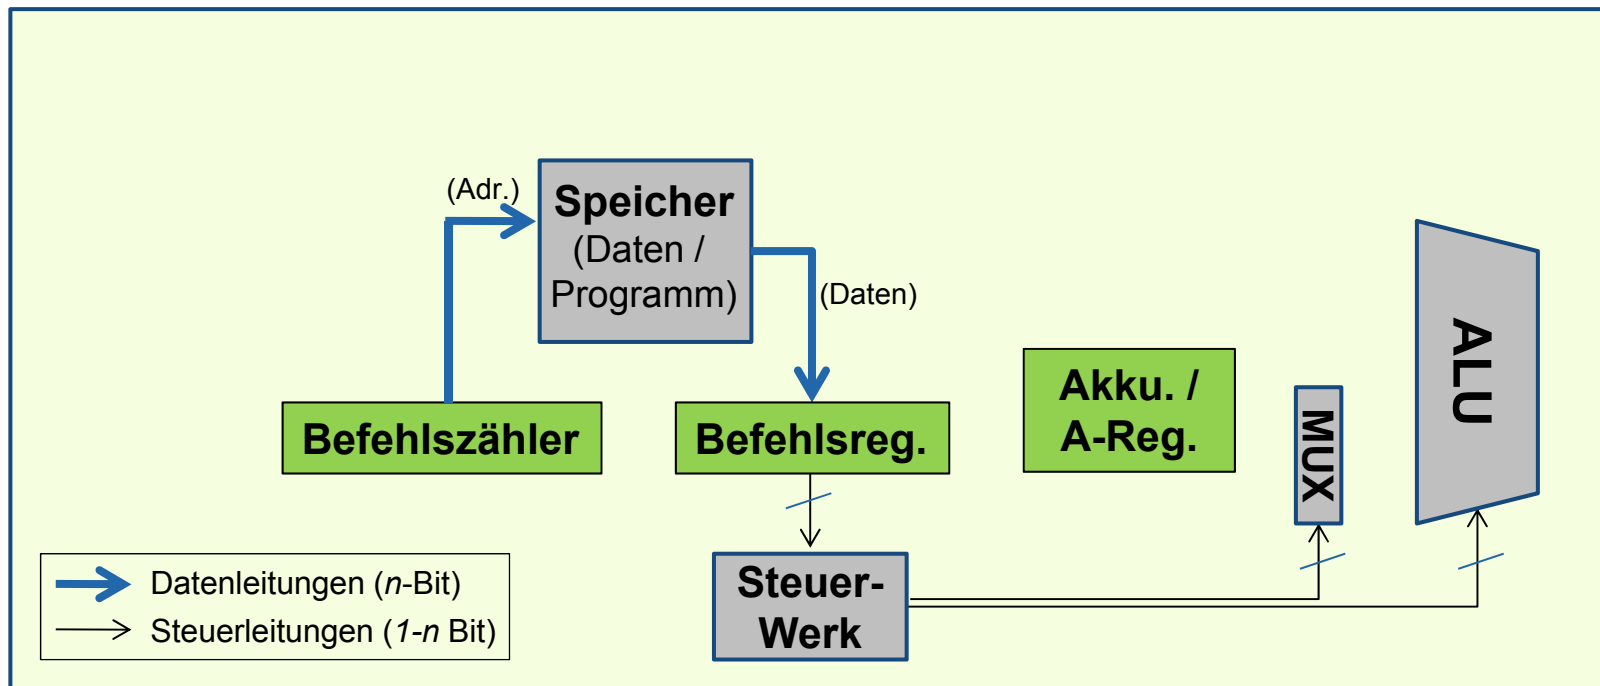 (Adr.)
Speicher
(Daten /
Programm)
(Daten)
ALU
Befehlszähler
Befehlsreg.
Akku. /
A-Reg.
MUX
Steuer-
Werk
Datenleitungen (n-Bit)
Steuerleitungen (1-n Bit)